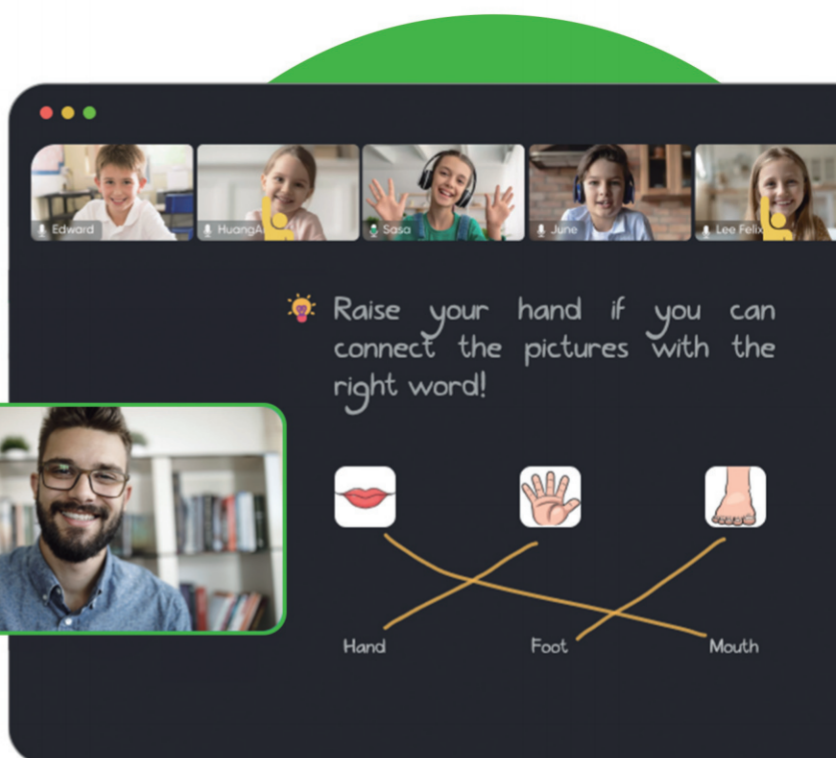 Edward
HuangA
Sasa
June
Lee Felix
Raise your hand if you can
connect the pictures with the
right word!
Hand Foot Mouth